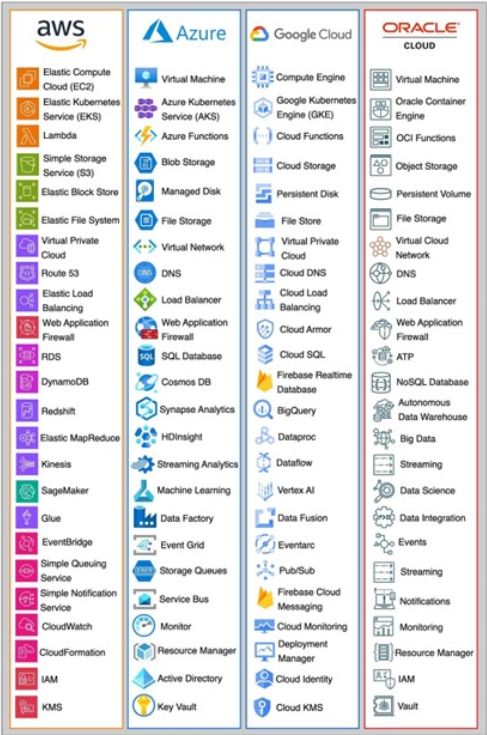 aws
Elastic Compute
Cloud (EC2)
Elastic Kubernetes
Service (EKS)
Lambda
Simple Storage
Service (S3)
Elastic Block Store
Elastic File System
Virtual Private
Cloud
Route 53
Elastic Load
Balancing
Web Application
Firewall
RDS
DynamoDB
Redshift
Elastic MapReduce
Kinesis
SageMaker
Glue
EventBridge
Simple Queuing
Service
Simple Notification
Service
CloudWatch
CloudFormation
IAM
KMS
Azure
Virtual Machine
Azure Kubernetes
Service (AKS)
Azure Functions
Blob Storage
Managed Disk
File Storage
Virtual Network
DNS
DNS
Load Balancer
Web Application
Firewall
SQL
SQL Database
Cosmos DB
Synapse Analytics
HDInsight
Streaming Analytics
Machine Learning
Data Factory
Event Grid
Storage Queues
Service Bus
Monitor
Resource Manager
Active Directory
Key Vault
Google Cloud
Compute Engine
Google Kubernetes
Engine (GKE)
Cloud Functions
Cloud Storage
Persistent Disk
File Store
Virtual Private
Cloud
Cloud DNS
Cloud Load
Balancing
Cloud Armor
Cloud SQL
Firebase Realtime
Database
BigQuery
Dataproc
Dataflow
Vertex AI
Data Fusion
Eventarc
Pub/Sub
Firebase Cloud
Messaging
Cloud Monitoring
Deployment
Manager
Cloud Identity
Cloud KMS
ORACLE
CLOUD
Virtual Machine
Oracle Container
Engine
OCI Functions
Object Storage
Persistent Volume
File Storage
Virtual Cloud
Network
DNS
Load Balancer
Web Application
Firewall
ATP
NoSQL Database
Autonomous
Data Warehouse
Big Data
Streaming
Data Science
Data Integration
Events
Streaming
Notifications
Monitoring
Resource Manager
IAM
Vault